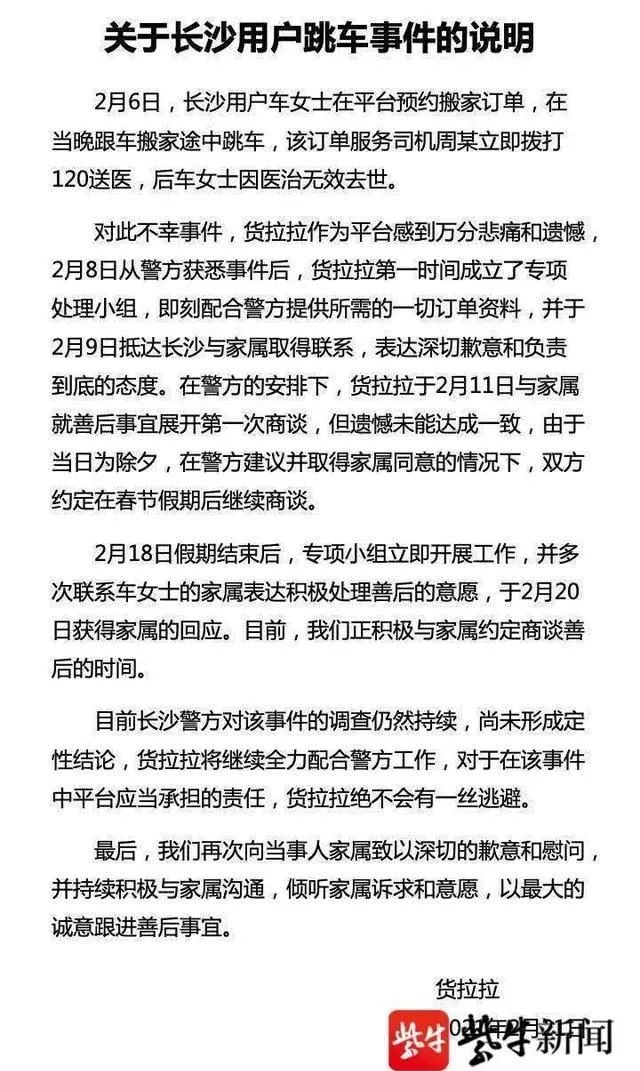 关于长沙用户跳车事件的说明
2月6日，长沙用户车女士在平台预约搬家订单，在
当晚跟车搬家途中跳车，该订单服务司机周某立即拨打
120送医，后车女士因医治无效去世。
对此不幸事件，货拉拉作为平台感到万分悲痛和遗憾，
2月8日从警方获悉事件后，货拉拉第一时间成立了专项
处理小组，即刻配合警方提供所需的一切订单资料，并于
2月9日抵达长沙与家属取得联系，表达深切歉意和负责
到底的态度。在警方的安排下，货拉拉于2月11日与家属
就善后事宜展开第一次商谈，但遗憾未能达成一致，由于
当日为除夕，在警方建议并取得家属同意的情况下，双方
约定在春节假期后继续商谈。
2月18日假期结束后，专项小组立即开展工作，并多
次联系车女士的家属表达积极处理善后的意愿，于2月20
日获得家属的回应。目前，我们正积极与家属约定商谈善
后的时间。
目前长沙警方对该事件的调查仍然持续，尚未形成定
性结论，货拉拉将继续全力配合警方工作，对于在该事件
中平台应当承担的责任，货拉拉绝不会有一丝逃避。
最后，我们再次向当事人家属致以深切的歉意和慰问，
并持续积极与家属沟通，倾听家属诉求和意愿，以最大的
诚意跟进善后事宜。
货拉拉
2021年2月21日
紫牛 紫牛新闻